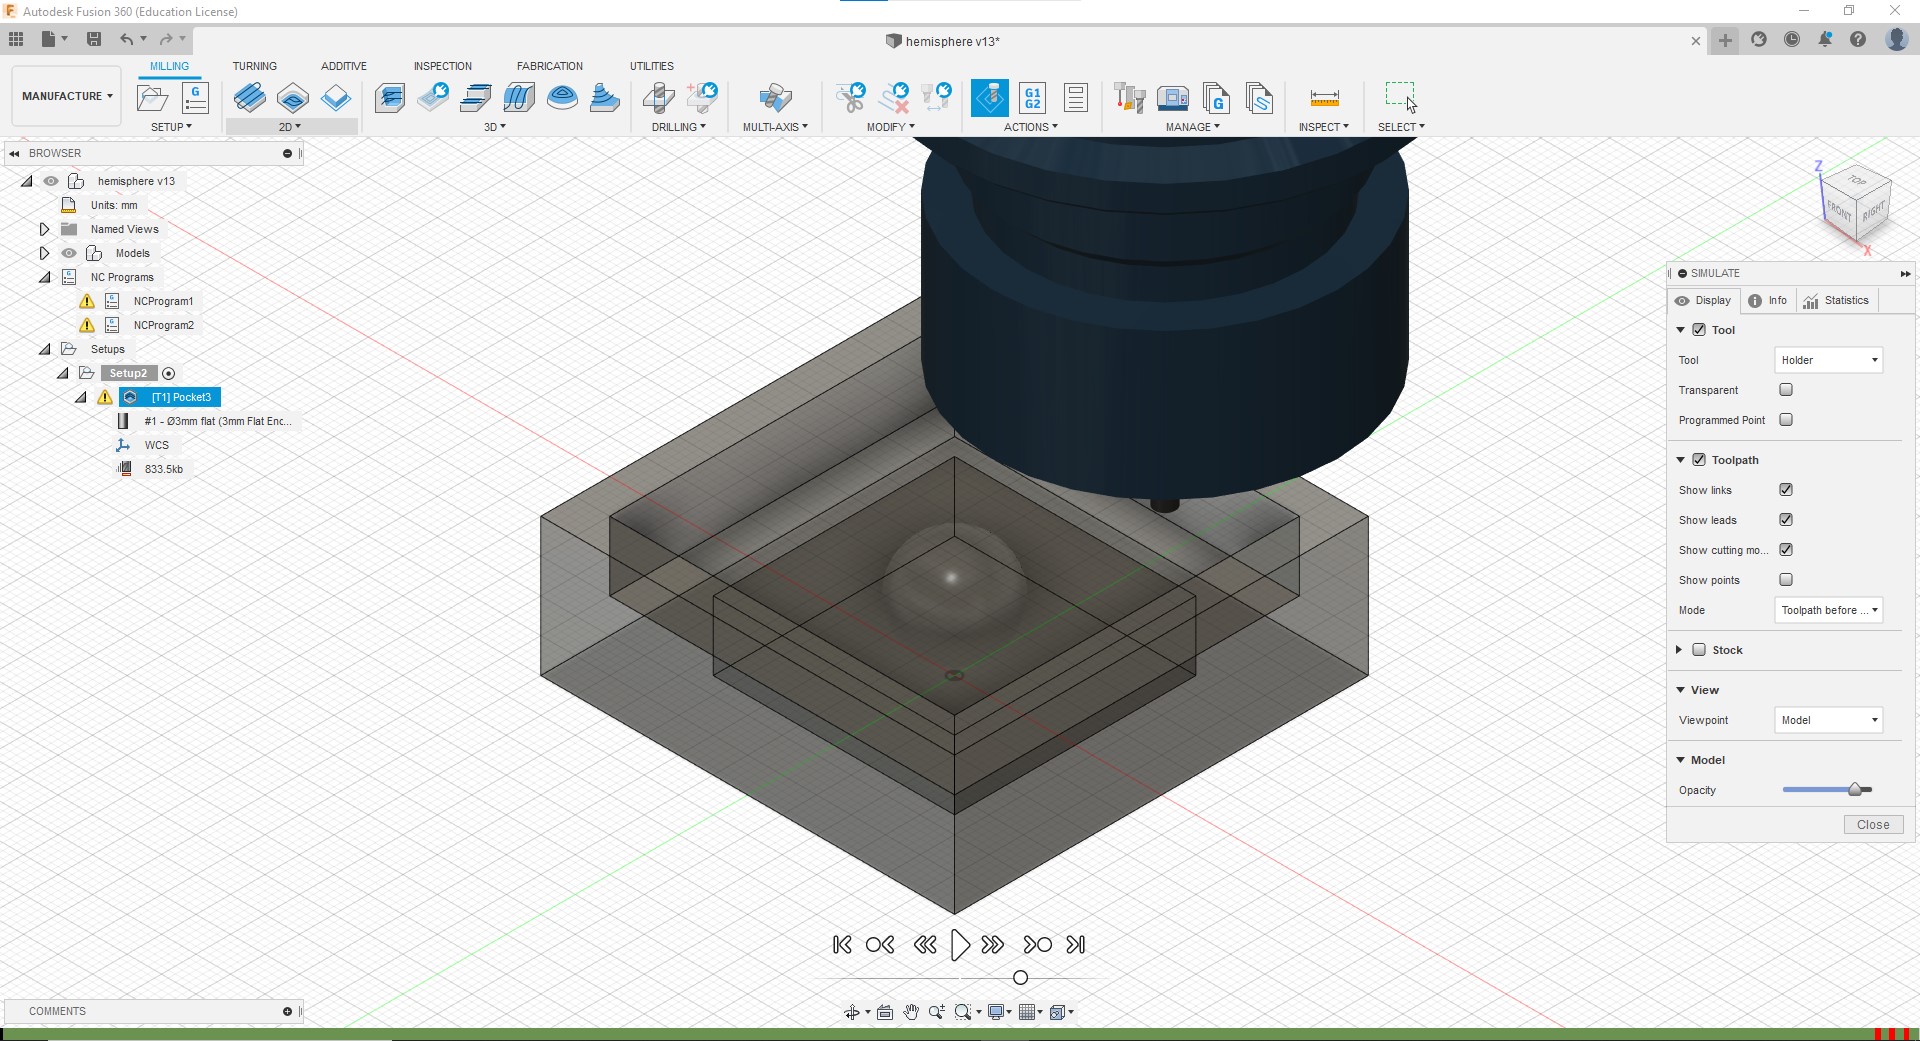 Autodesk Fusion 360 (Education License)
hemisphere v13*
MILLING TURNING ADDITIVE INSPECTION FABRICATION UTILITIES
MANUFACTURE
G
G1
G2
G
SETUP 2D 3D DRILLING MULTI-AXIS MODIFY ACTIONS MANAGE INSPECT SELECT
BROWSER
hemisphere v13
Units: mm
Named Views
Models
NC Programs
NCProgram1
NCProgram2
Setups
Setup2
[T1] Pocket3
#1 - Ø3mm flat (3mm Flat Enc...
WCS
833.5kb
Z
TOP
FRONT
RIGHT
X
SIMULATE
Display Info Statistics
Tool
Tool Holder
Transparent
Programmed Point
Toolpath
Show links
Show leads
Show cutting mo...
Show points
Mode Toolpath before ...
Stock
View
Viewpoint Model
Model
Opacity
Close
COMMENTS